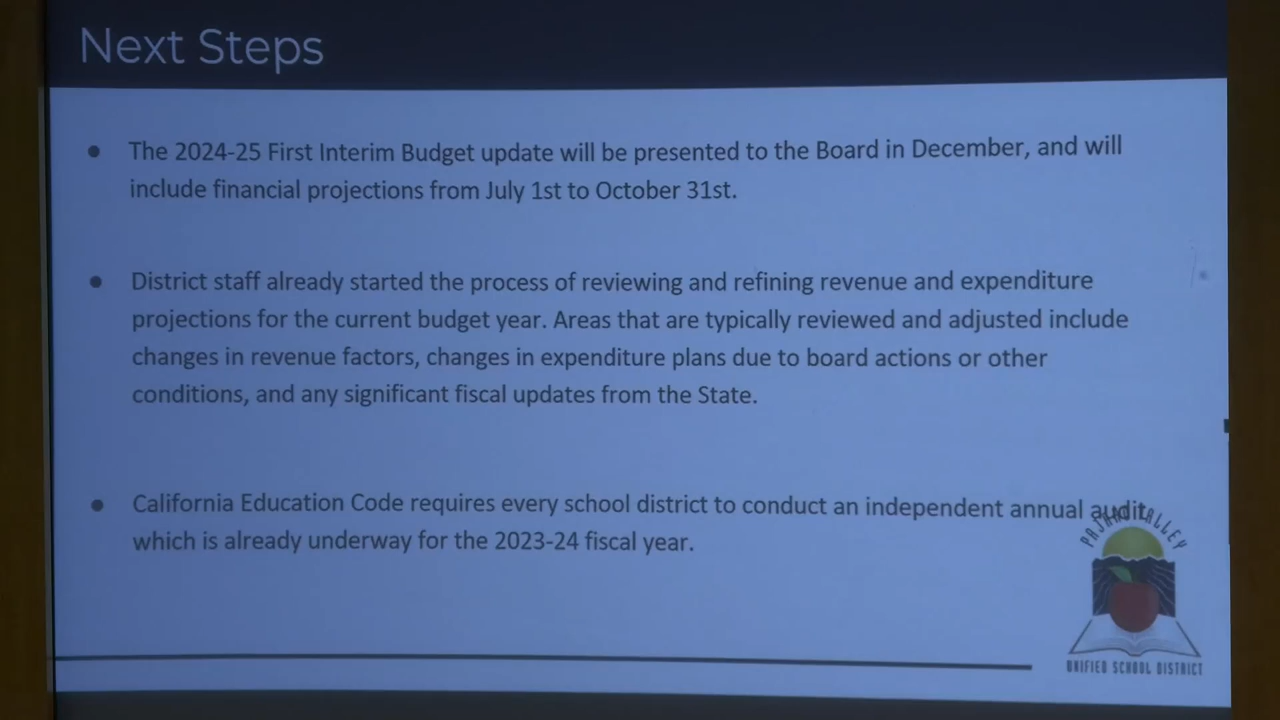 Next Steps
● The 2024-25 First Interim Budget update will be presented to the Board in December, and will
include financial projections from July 1st to October 31st.
● District staff already started the process of reviewing and refining revenue and expenditure
projections for the current budget year. Areas that are typically reviewed and adjusted include
changes in revenue factors, changes in expenditure plans due to board actions or other
conditions, and any significant fiscal updates from the State.
● California Education Code requires every school district to conduct an independent annual audit,
which is already underway for the 2023-24 fiscal year.
PAJARO VALLEY
UNIFIED SCHOOL DISTRICT